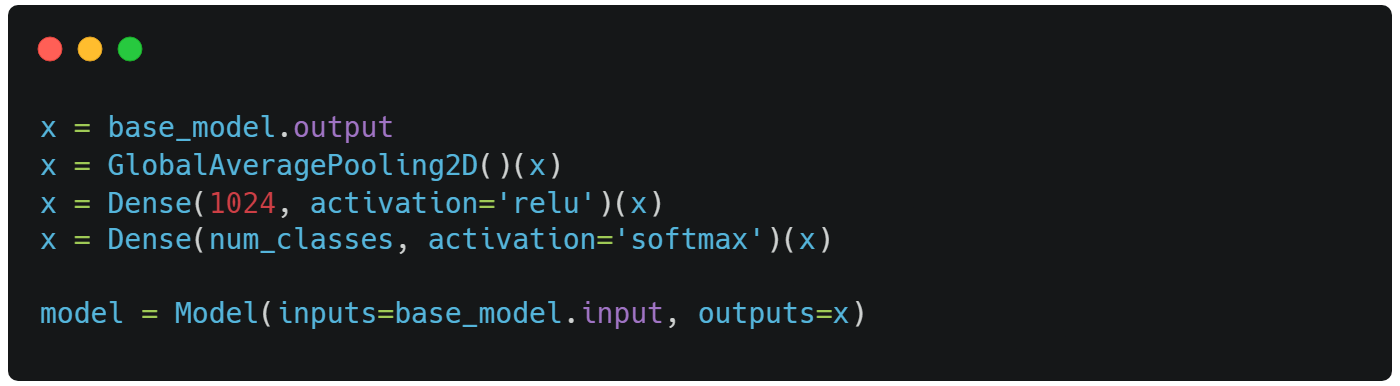 x = base_model.output
x = GlobalAveragePooling2D()(x)
x = Dense(1024, activation='relu')(x)
x = Dense(num_classes, activation='softmax')(x)
model = Model(inputs=base_model.input, outputs=x)